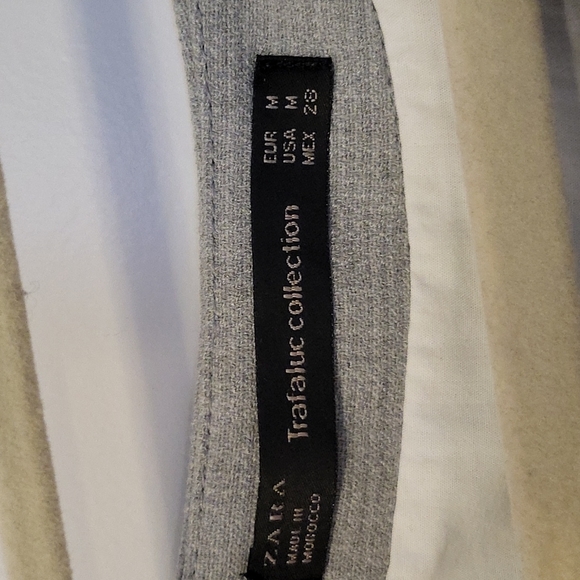 ZARA
MADE IN
MOROCCO
Trafaluc collection
EUR M
USA M
MEX 28